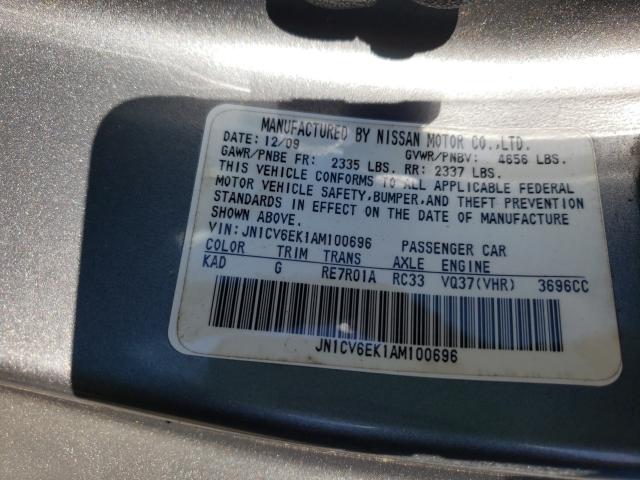 MANUFACTURED BY NISSAN MOTOR CO.,LTD.
DATE: 12/09 GVWR/PNBV: 4656 LBS.
GAWR/PNBE FR: 2335 LBS. RR: 2337 LBS.
THIS VEHICLE CONFORMS TO ALL APPLICABLE FEDERAL
MOTOR VEHICLE SAFETY,BUMPER,AND THEFT PREVENTION
STANDARDS IN EFFECT ON THE DATE OF MANUFACTURE
SHOWN ABOVE.
VIN: JN1CV6EK1AM100696 PASSENGER CAR
COLOR TRIM TRANS AXLE ENGINE
KAD G RE7R01A RC33 VQ37(VHR) 3696CC
JN1CV6EK1AM100696